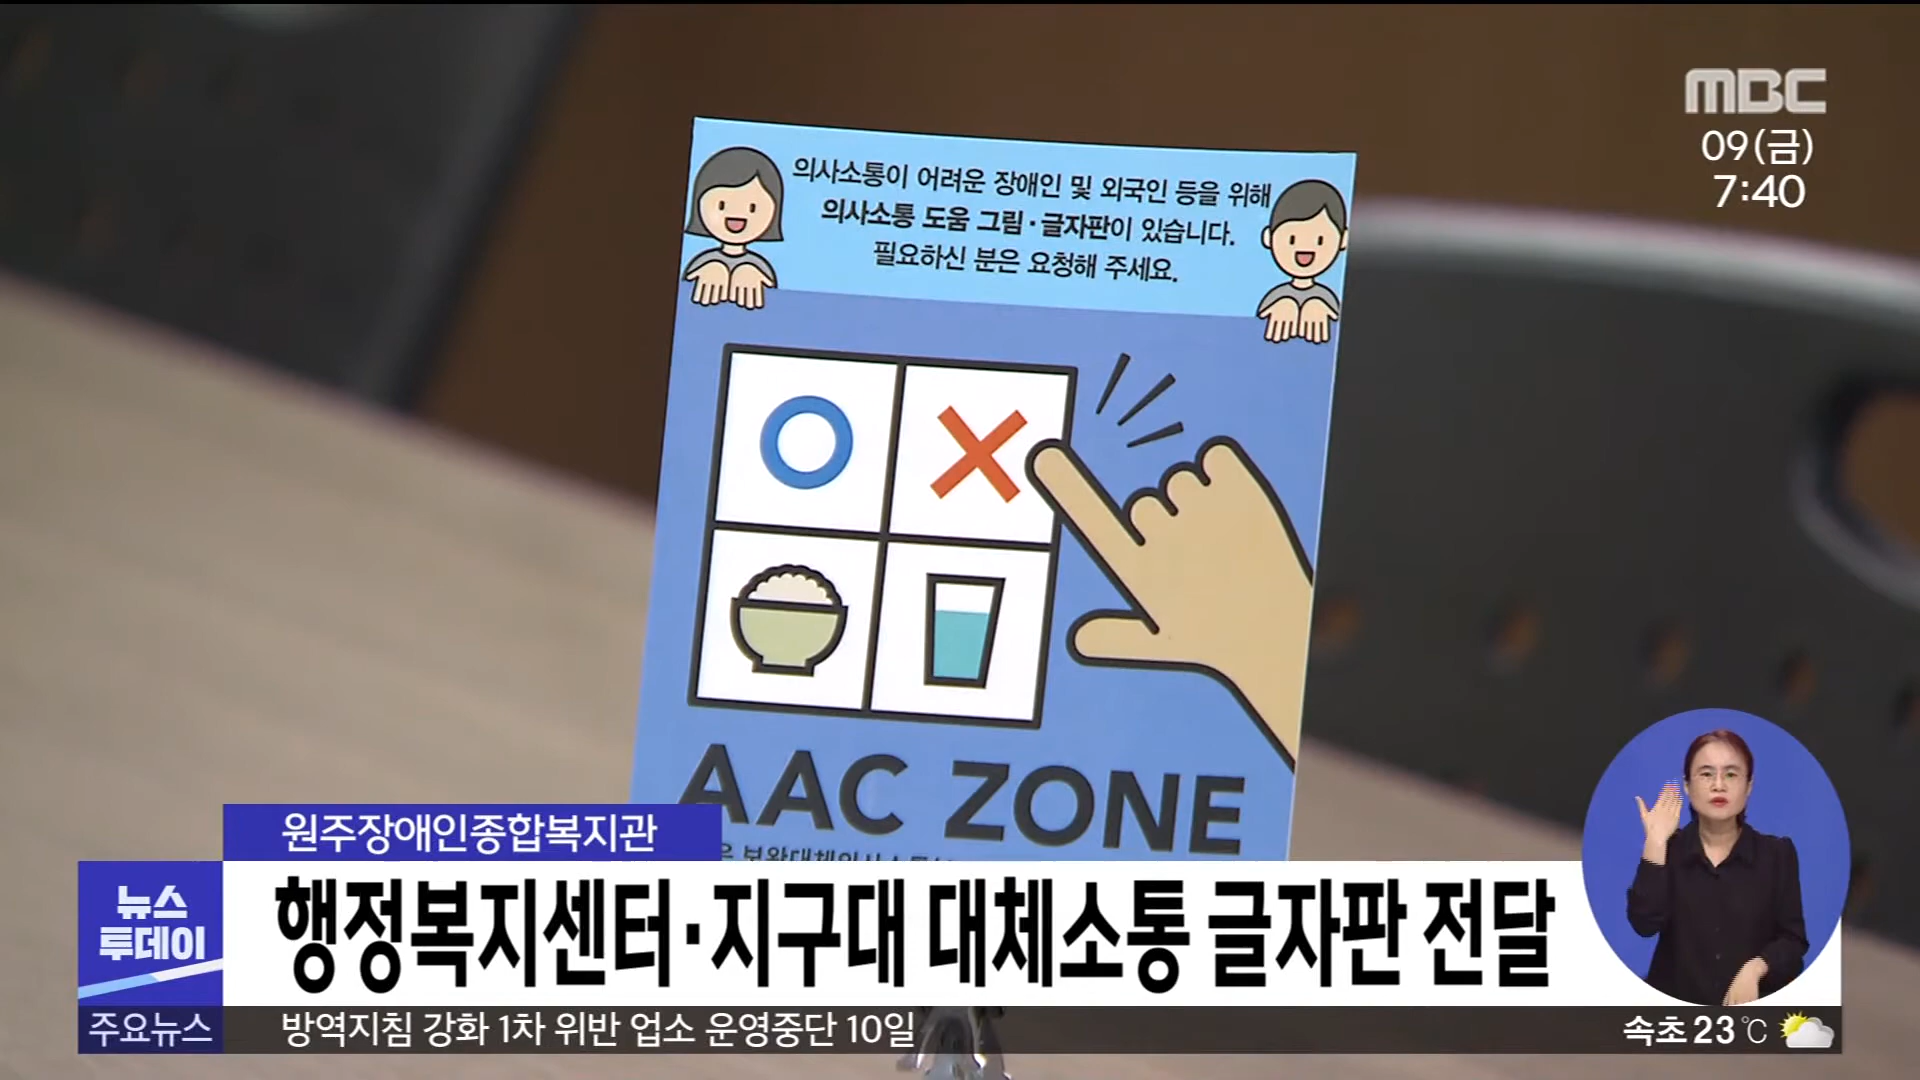 MBC
09(금)
7:40
의사소통이 어려운 장애인 및 외국인 등을 위해
의사소통 도움 그림·글자판이 있습니다.
필요하신 분은 요청해 주세요.
AAC ZONE
원주장애인종합복지관
뉴스
투데이
행정복지센터·지구대 대체소통 글자판 전달
주요뉴스
방역지침 강화 1차 위반 업소 운영중단 10일
속초 23℃